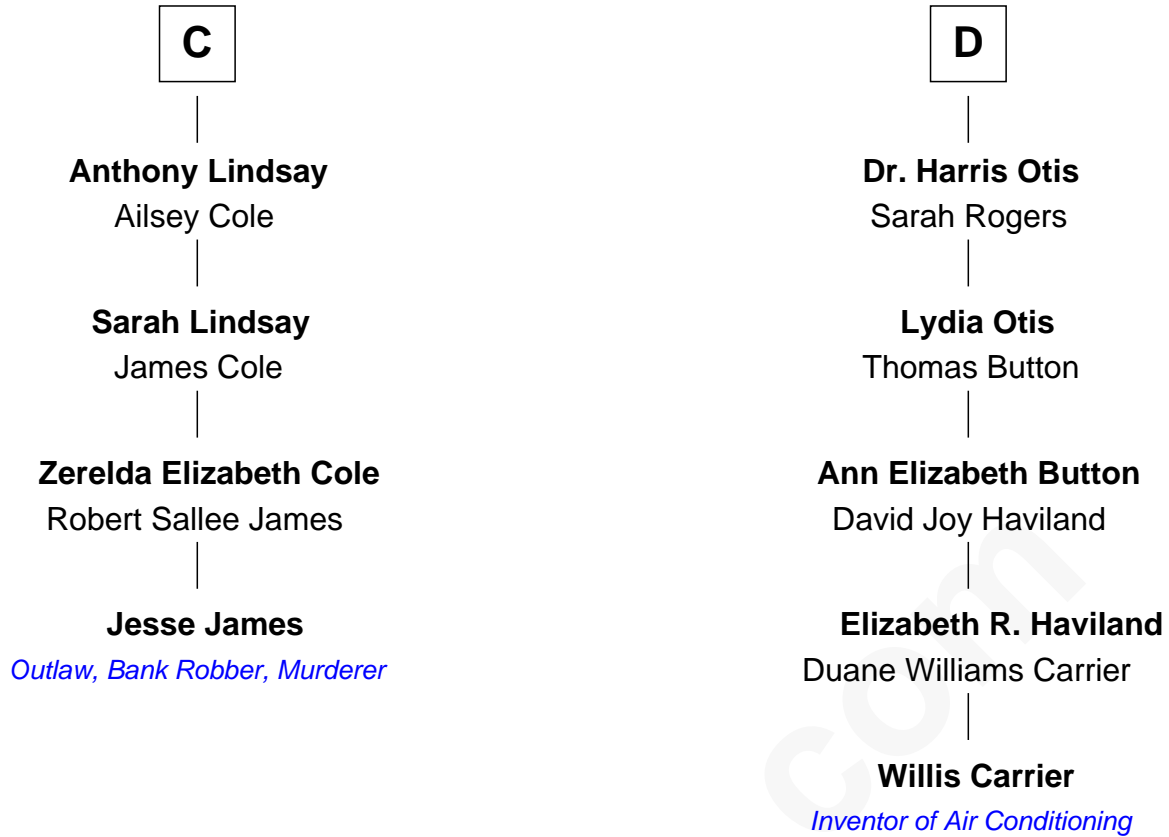 C
Anthony Lindsay
Ailsey Cole
Sarah Lindsay
James Cole
Zerelda Elizabeth Cole
Robert Sallee James
Jesse James
Outlaw, Bank Robber, Murderer
D
Dr. Harris Otis
Sarah Rogers
Lydia Otis
Thomas Button
Ann Elizabeth Button
David Joy Haviland
Elizabeth R. Haviland
Duane Williams Carrier
Willis Carrier
Inventor of Air Conditioning
com